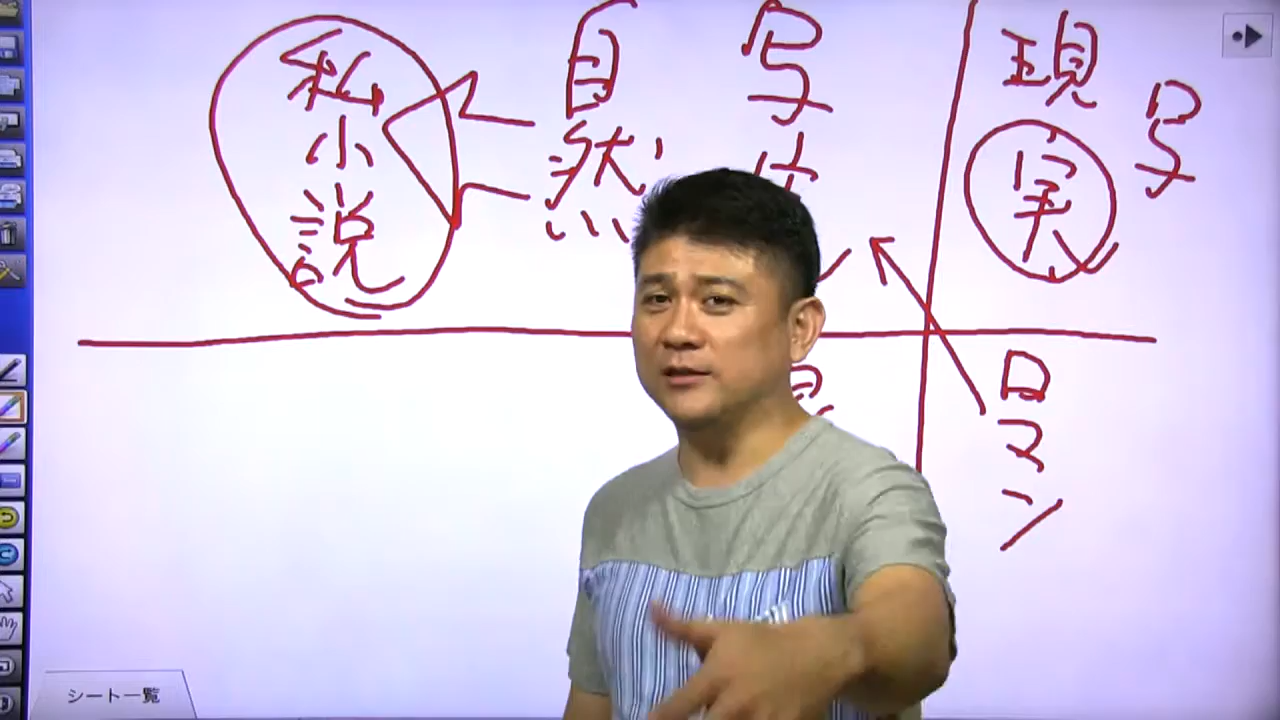 写
現実
ロマン
写
自然
私小説
シート一覧